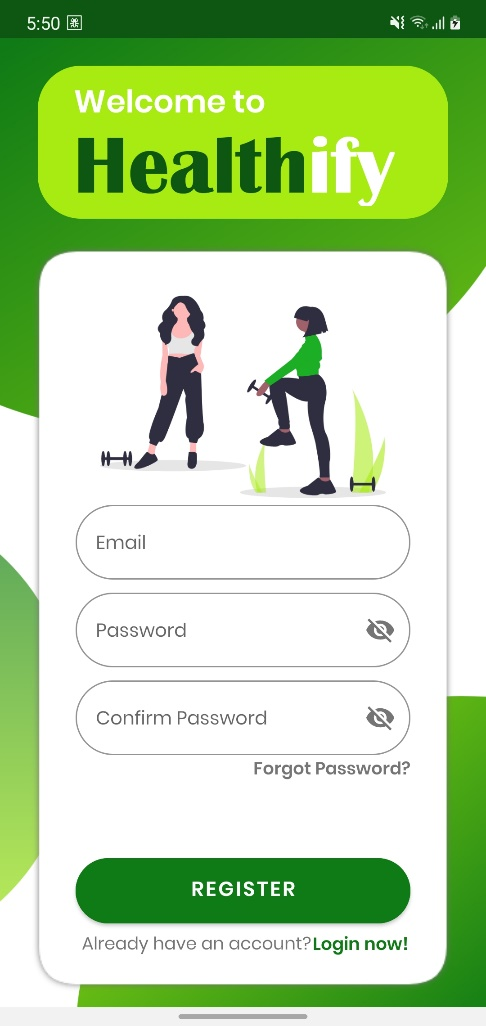 5:50
Welcome to
Healthify
Email
Password
Confirm Password
Forgot Password?
REGISTER
Already have an account?Login now!